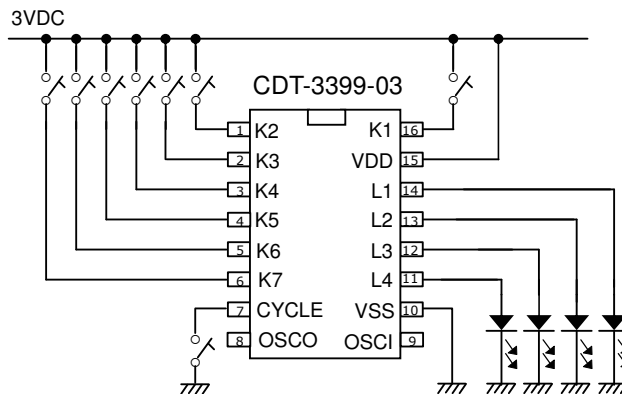 3VDC
CDT-3399-03
1 K2 K1 16
2 K3 VDD 15
3 K4 L1 14
4 K5 L2 13
5 K6 L3 12
6 K7 L4 11
7 CYCLE VSS 10
8 OSCO OSCI 9